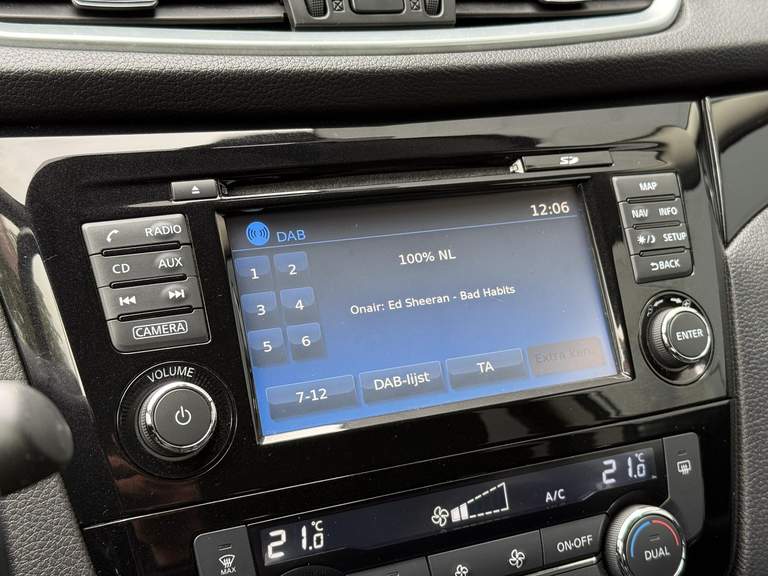 SD
DAB
12:06
100% NL
Onair: Ed Sheeran - Bad Habits
1 2
3 4
5 6
7-12
DAB-lijst
TA
Extra ken...
RADIO
CD AUX
CAMERA
VOLUME
MAP
NAV INFO
SETUP
BACK
ENTER
21.0 °C
A/C
21.0 °C
MAX
ON-OFF
DUAL